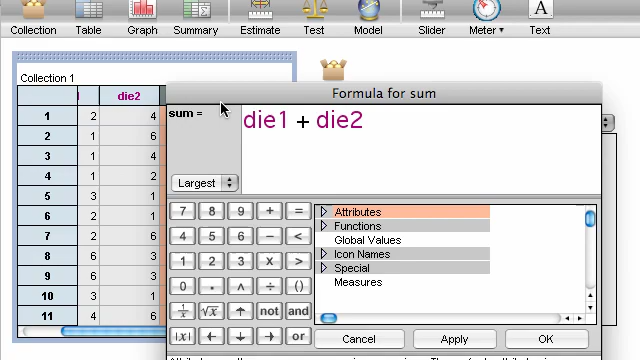 Collection Table Graph Summary Estimate Test Model Slider Meter Text
Collection 1
die2
1 2 4
2 1 6
3 1 4
4 1 2
5 3 1
6 2 1
7 2 6
8 6 3
9 6 3
10 3 1
11 4 6
Formula for sum
sum = die1 + die2
Largest
7 8 9 + =
4 5 6 − <
1 2 3 x >
0 . ^ ÷ ()
1/x √x ↑ not and
|x| ← ↓ → or
Attributes
Functions
Global Values
Icon Names
Special
Measures
Cancel Apply OK